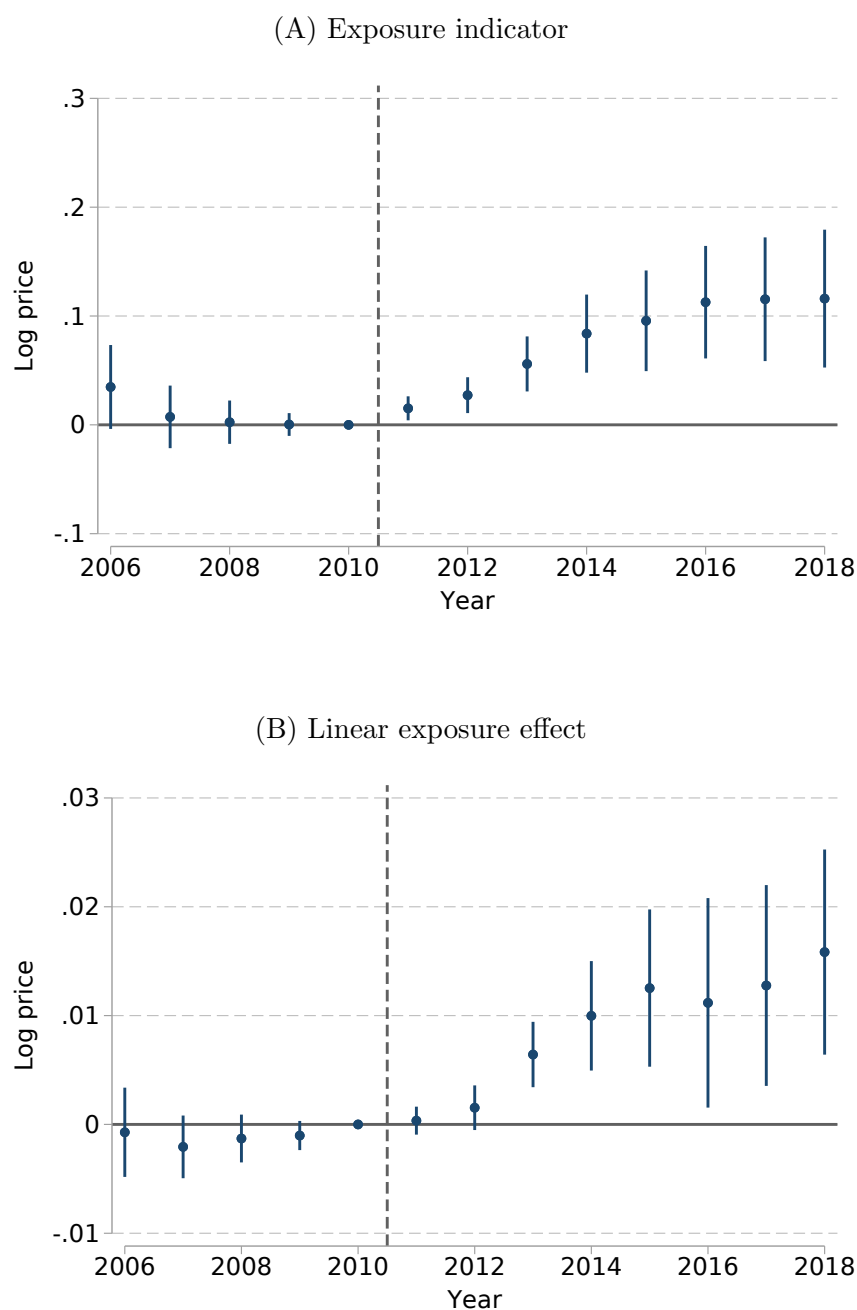 (A) Exposure indicator
.3
.2
.1
0
-.1
Log price
2006 2008 2010 2012 2014 2016 2018
Year
(B) Linear exposure effect
.03
.02
.01
0
-.01
Log price
2006 2008 2010 2012 2014 2016 2018
Year